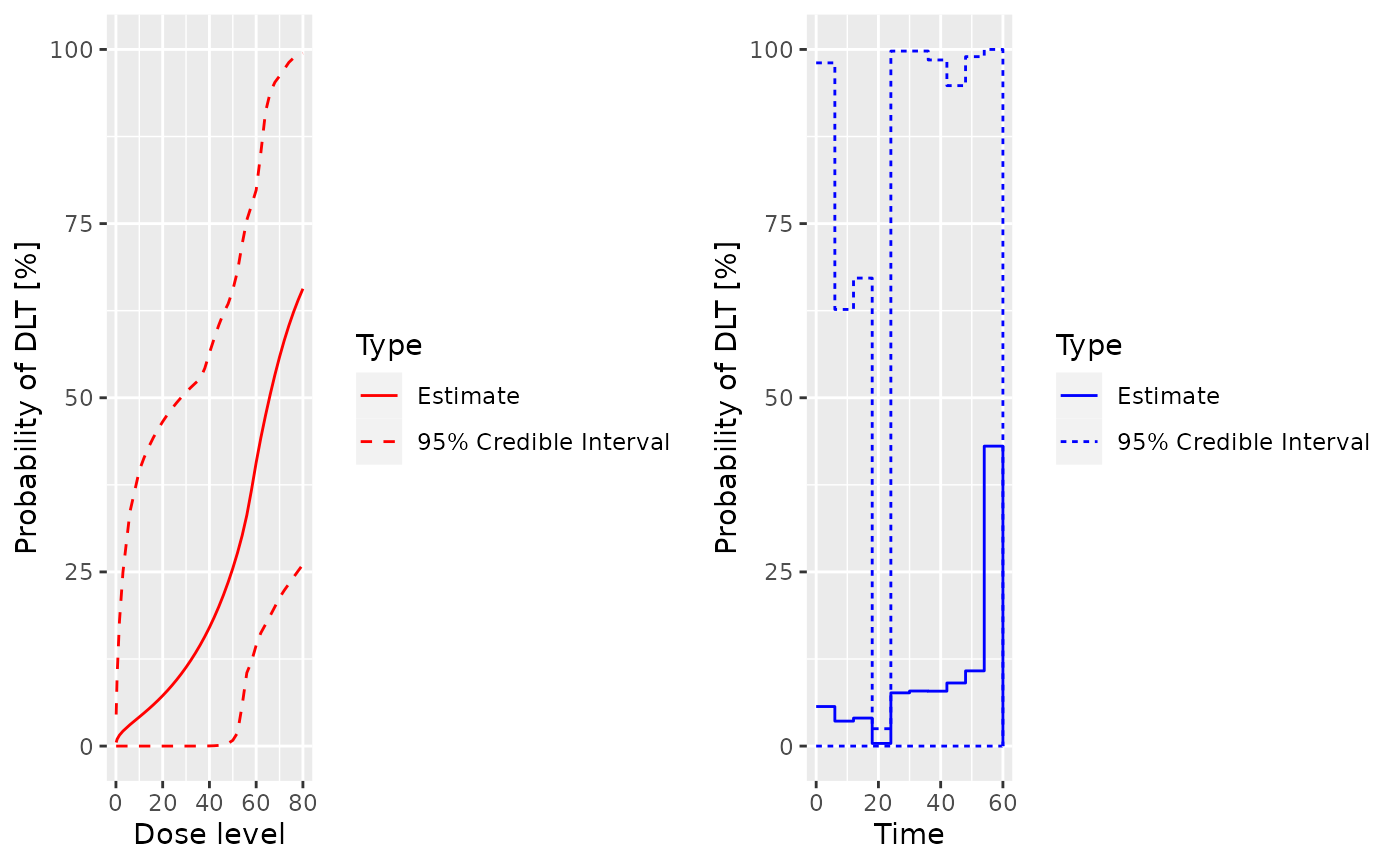 Probability of DLT [%]
100
75
50
25
0
0 20 40 60 80
Dose level
Type
Estimate
95% Credible Interval
Probability of DLT [%]
100
75
50
25
0
0 20 40 60
Time
Type
Estimate
95% Credible Interval